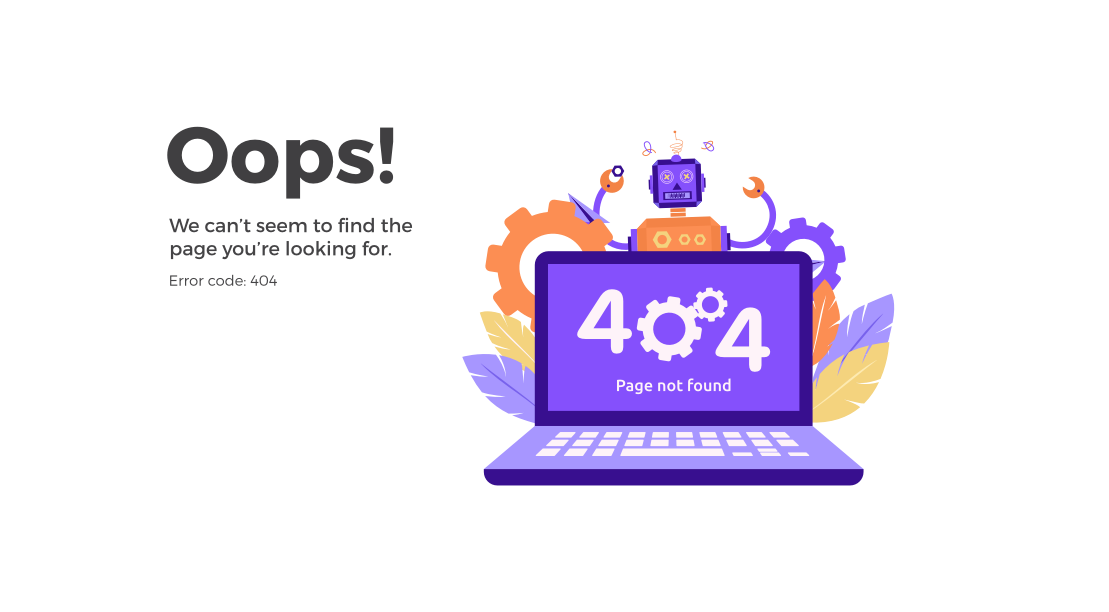 Oops!
We can’t seem to find the
page you’re looking for.
Error code: 404
404
Page not found